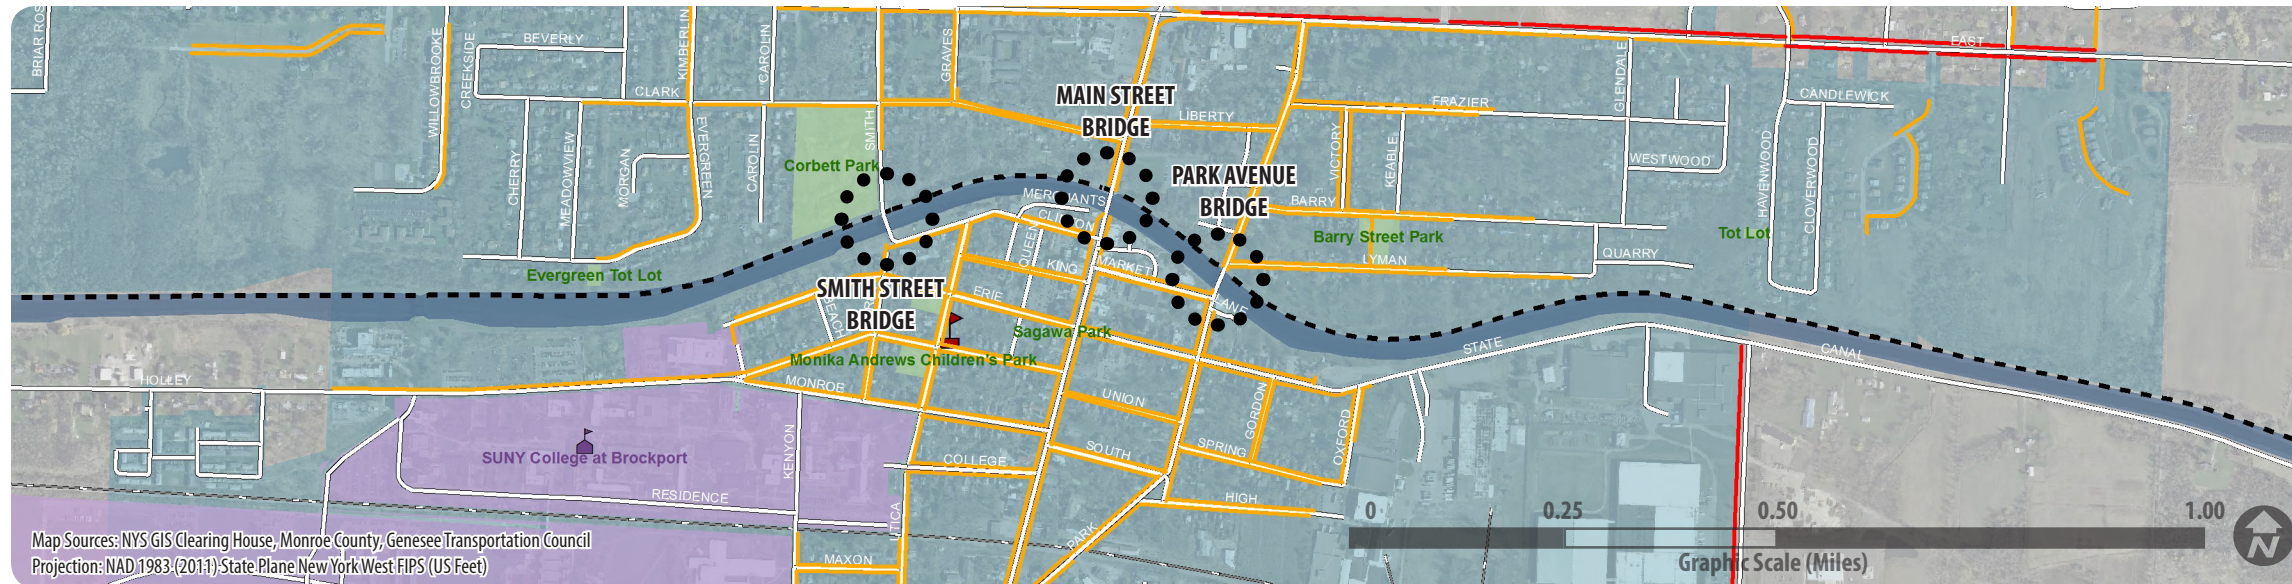 BRIAR ROS
WILLOWBROOKE
CREEKSIDE
BEVERLY
KIMBERLIN
CAROLIN
GRAVES
GLENDALE
EAST
CLARK
MAIN STREET
BRIDGE
LIBERTY
FRAZIER
CANDLEWICK
CHERRY
MEADOWVIEW
MORGAN
EVERGREEN
CAROLIN
SMITH
Corbett Park
PARK AVENUE
BRIDGE
VICTORY
KEABLE
WESTWOOD
HAVENWOOD
CLOVERWOOD
MERCHANTS
CLINTON
QUEEN
KING
MARKET
BARRY
Barry Street Park
LYMAN
QUARRY
Tot Lot
Evergreen Tot Lot
SMITH STREET
BRIDGE
BEACH
ERIE
LANE
Sagawa Park
Monika Andrews Children's Park
STATE
CANAL
HOLLEY
MONROE
UNION
GORDON
OXFORD
SUNY College at Brockport
KENYON
COLLEGE
SOUTH
SPRING
RESIDENCE
UTICA
HIGH
PARK
MAXON
Map Sources: NYS GIS Clearing House, Monroe County, Genesee Transportation Council
Projection: NAD 1983 (2011) State Plane New York West FIPS (US Feet)
0 0.25 0.50 1.00
Graphic Scale (Miles)
N